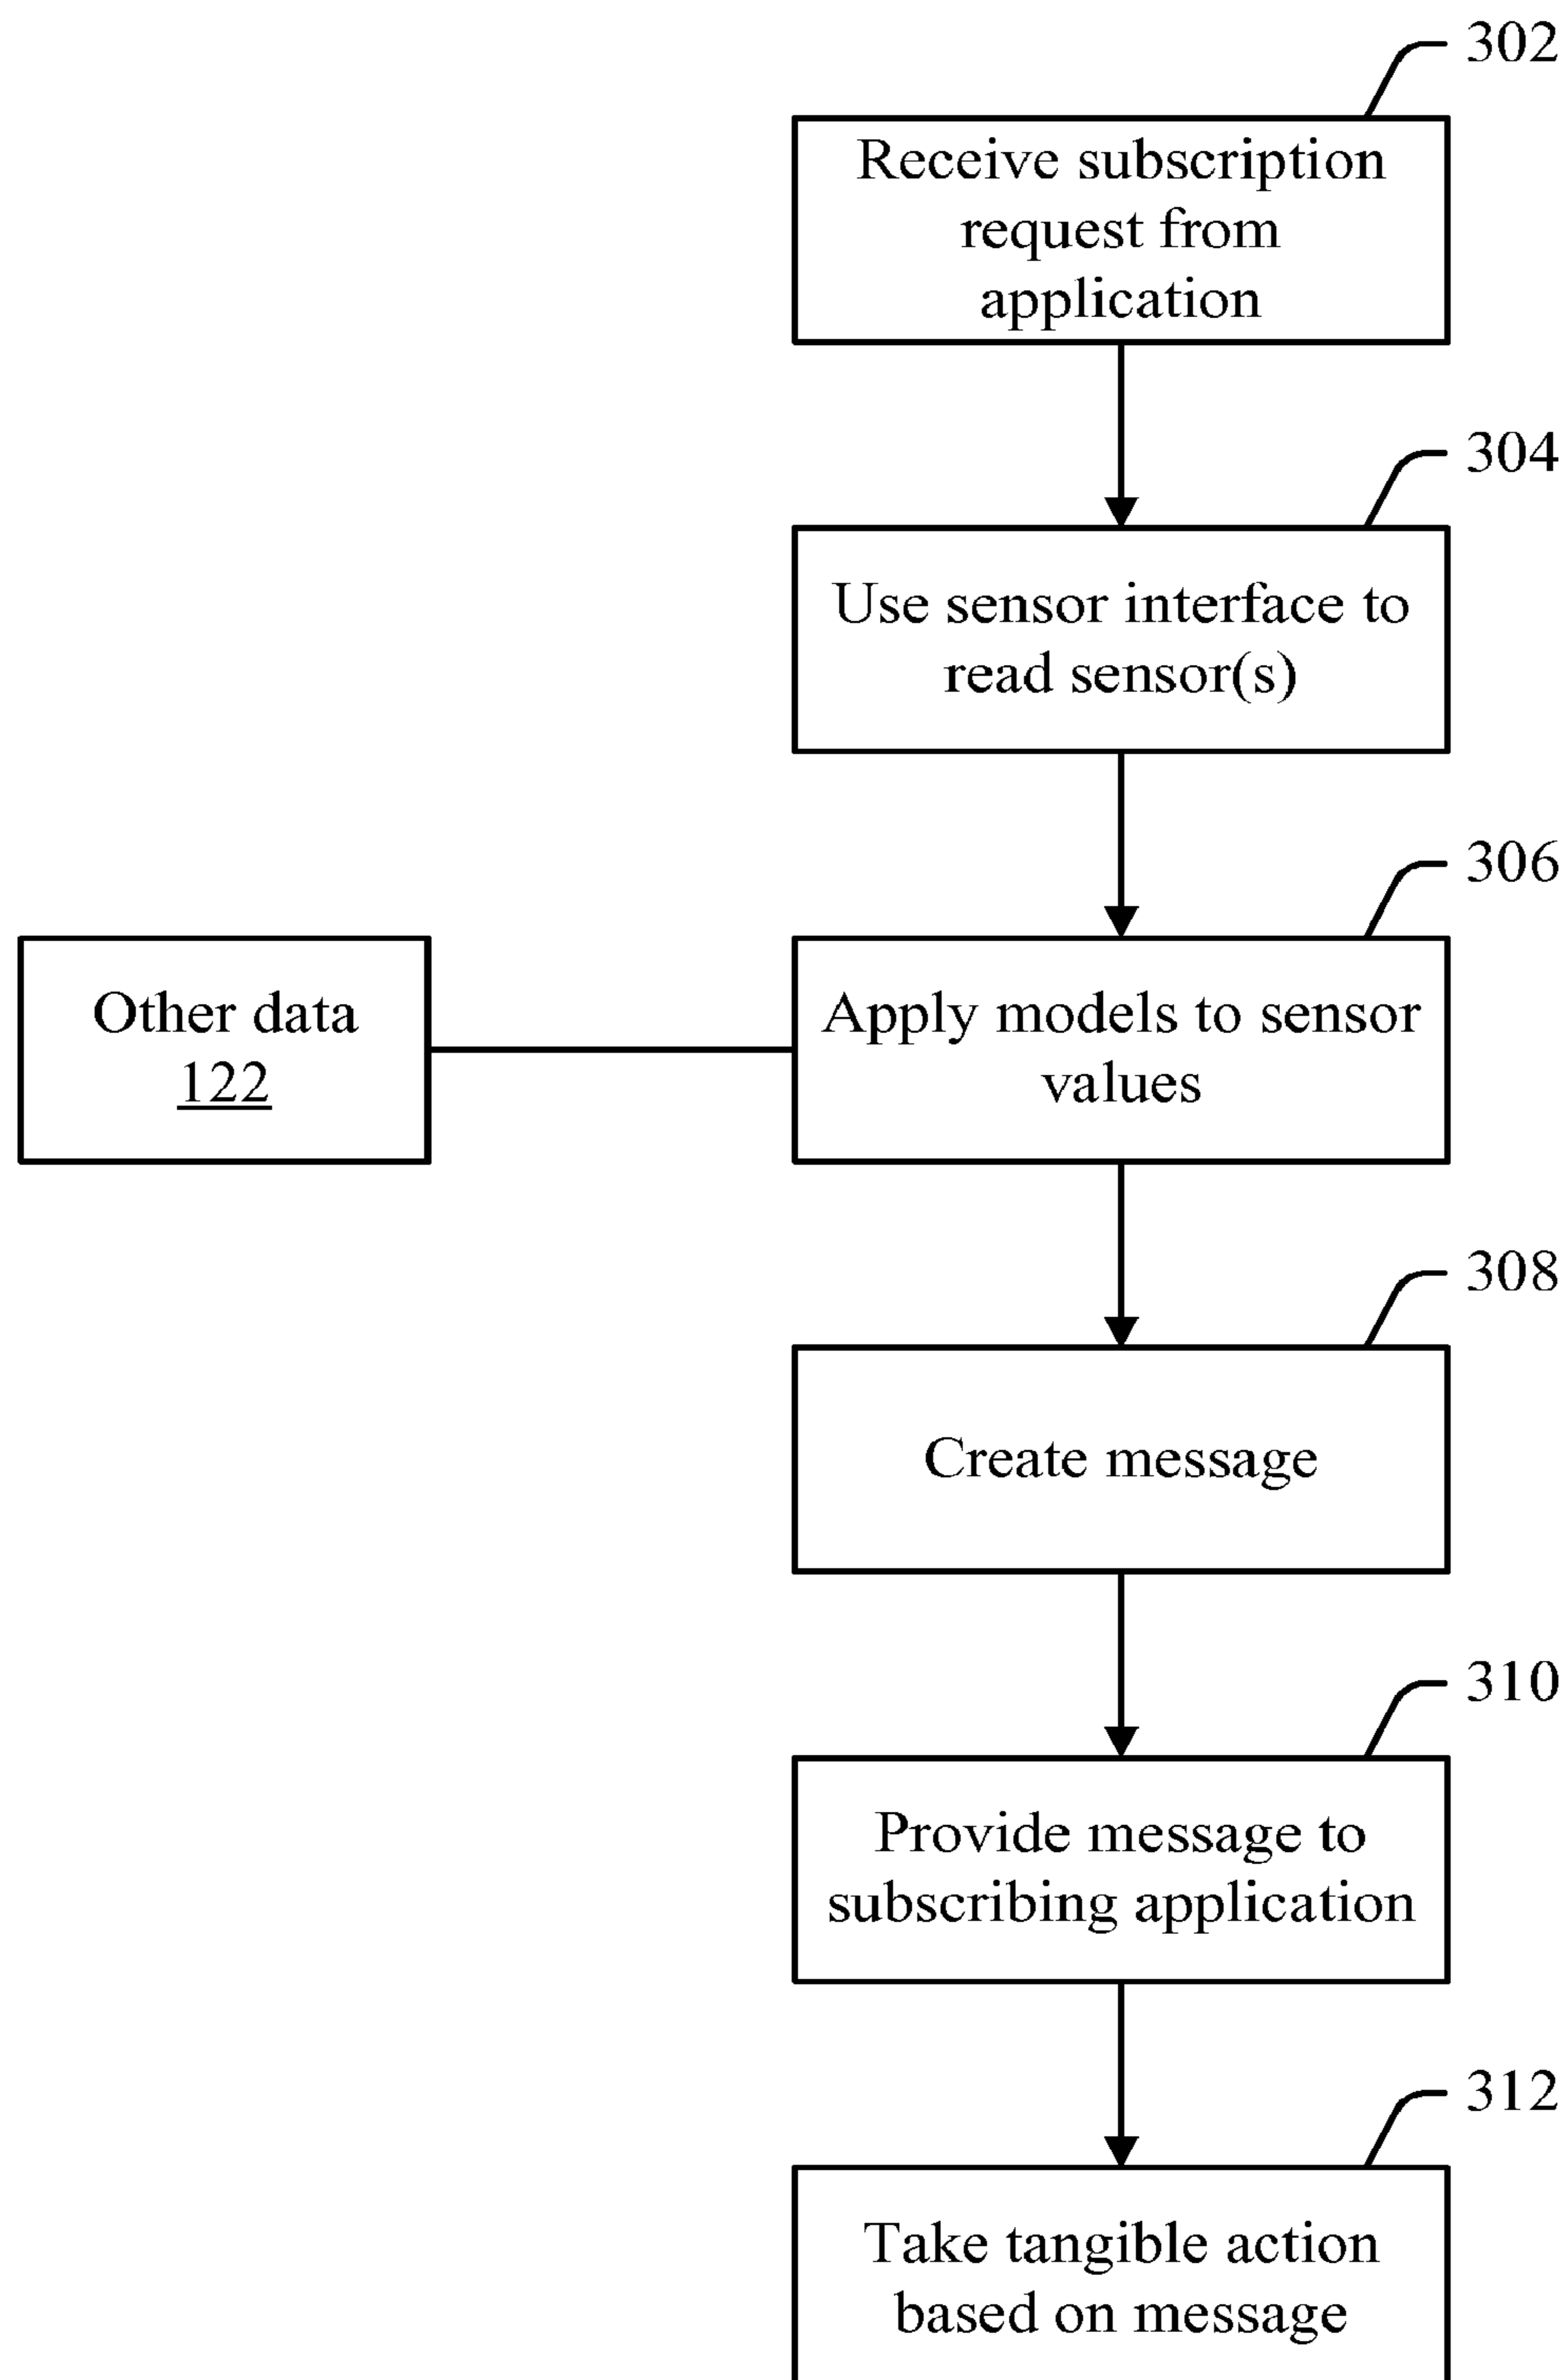 302
Receive subscription
request from
application
304
Use sensor interface to
read sensor(s)
306
Other data
122
Apply models to sensor
values
308
Create message
310
Provide message to
subscribing application
312
Take tangible action
based on message